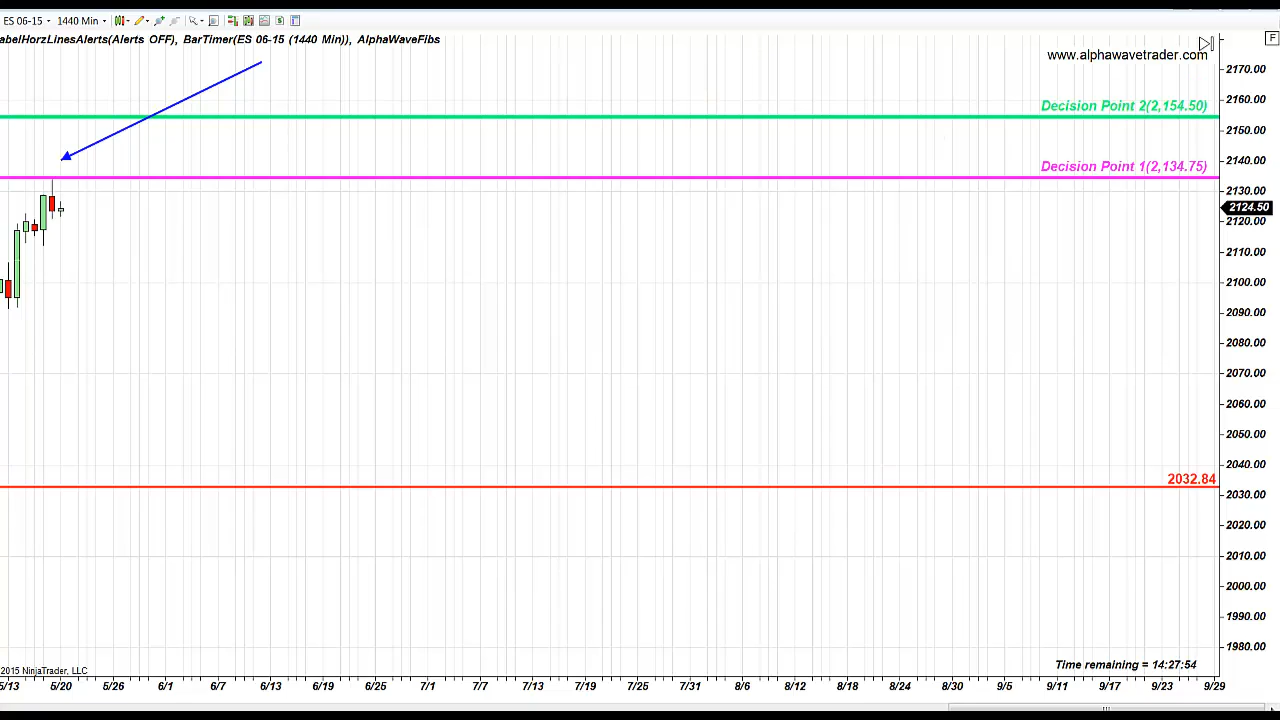 ES 06-15 1440 Min
abelHorzLinesAlerts(Alerts OFF), BarTimer(ES 06-15 (1440 Min)), AlphaWaveFibs
F
www.alphawavetrader.com
2170.00
Decision Point 2(2,154.50)
2160.00
2150.00
2140.00
Decision Point 1(2,134.75)
2130.00
2124.50
2120.00
2110.00
2100.00
2090.00
2080.00
2070.00
2060.00
2050.00
2040.00
2032.84
2030.00
2020.00
2010.00
2000.00
1990.00
1980.00
2015 NinjaTrader, LLC
Time remaining = 14:27:54
5/13 5/20 5/26 6/1 6/7 6/13 6/19 6/25 7/1 7/7 7/13 7/19 7/25 7/31 8/6 8/12 8/18 8/24 8/30 9/5 9/11 9/17 9/23 9/29